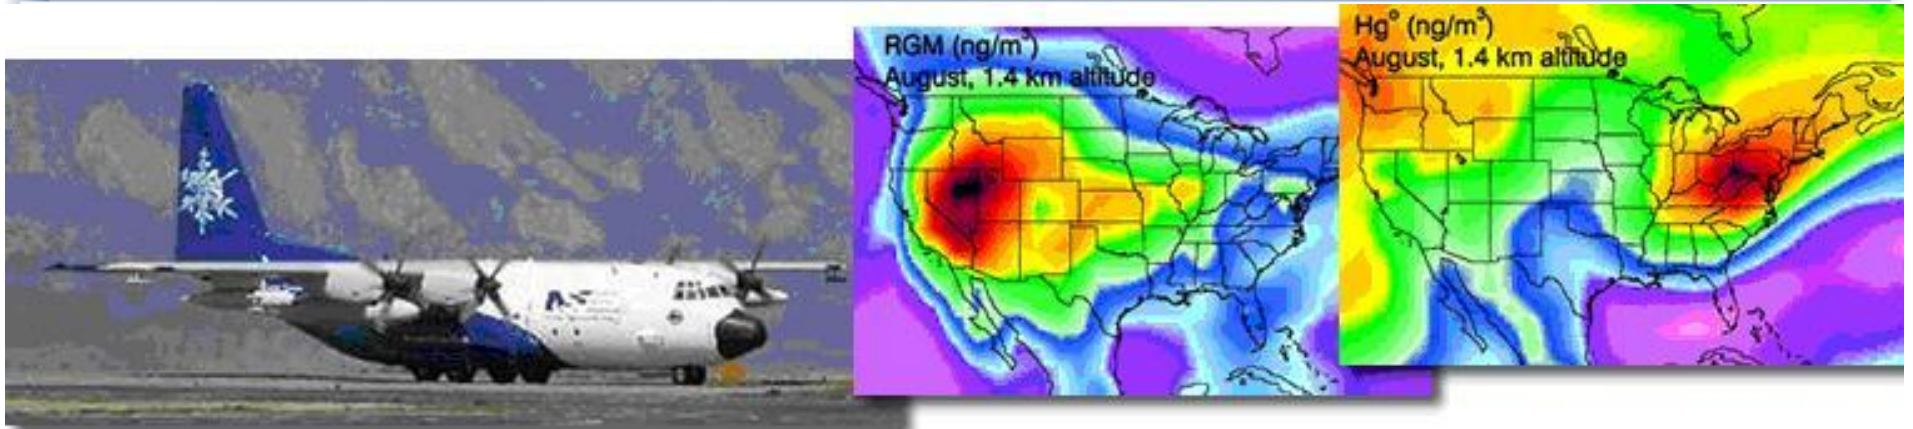 RGM (ng/m³)
August, 1.4 km altitude
Hg° (ng/m³)
August, 1.4 km altitude